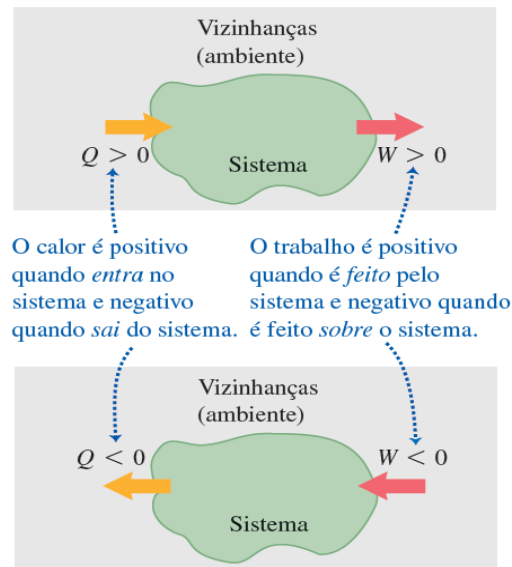 Vizinhanças
(ambiente)
Q > 0
Sistema
W > 0
O calor é positivo
quando entra no
sistema e negativo
quando sai do sistema.
O trabalho é positivo
quando é feito pelo
sistema e negativo quando
é feito sobre o sistema.
Vizinhanças
(ambiente)
Q < 0
W < 0
Sistema